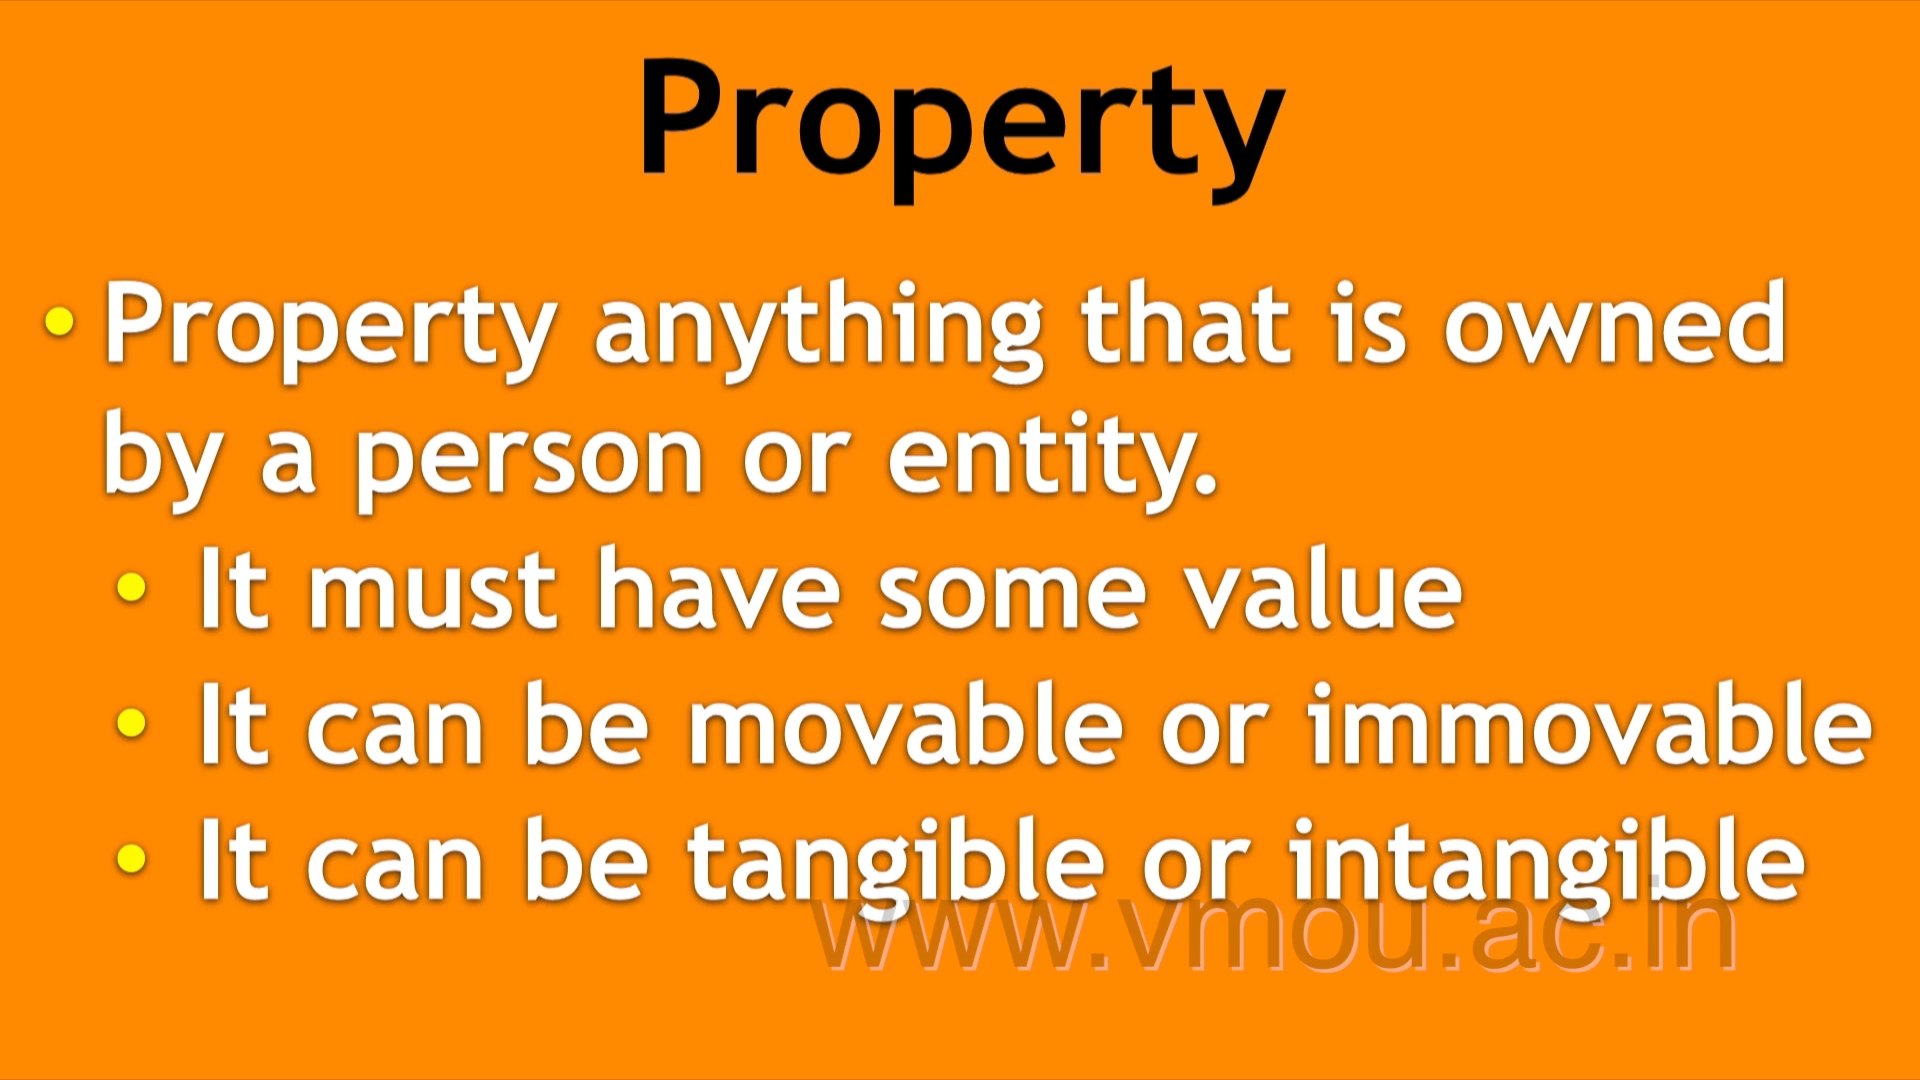 Property
• Property anything that is owned
by a person or entity.
• It must have some value
• It can be movable or immovable
• It can be tangible or intangible
www.vmou.ac.in